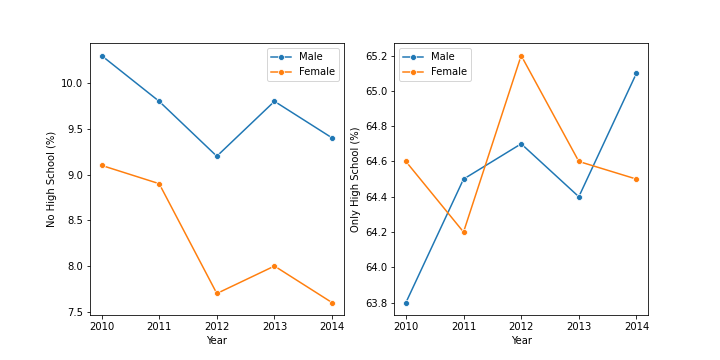 No High School (%)
10.0
9.5
9.0
8.5
8.0
7.5
2010 2011 2012 2013 2014
Year
Male
Female
Only High School (%)
65.2
65.0
64.8
64.6
64.4
64.2
64.0
63.8
2010 2011 2012 2013 2014
Year
Male
Female